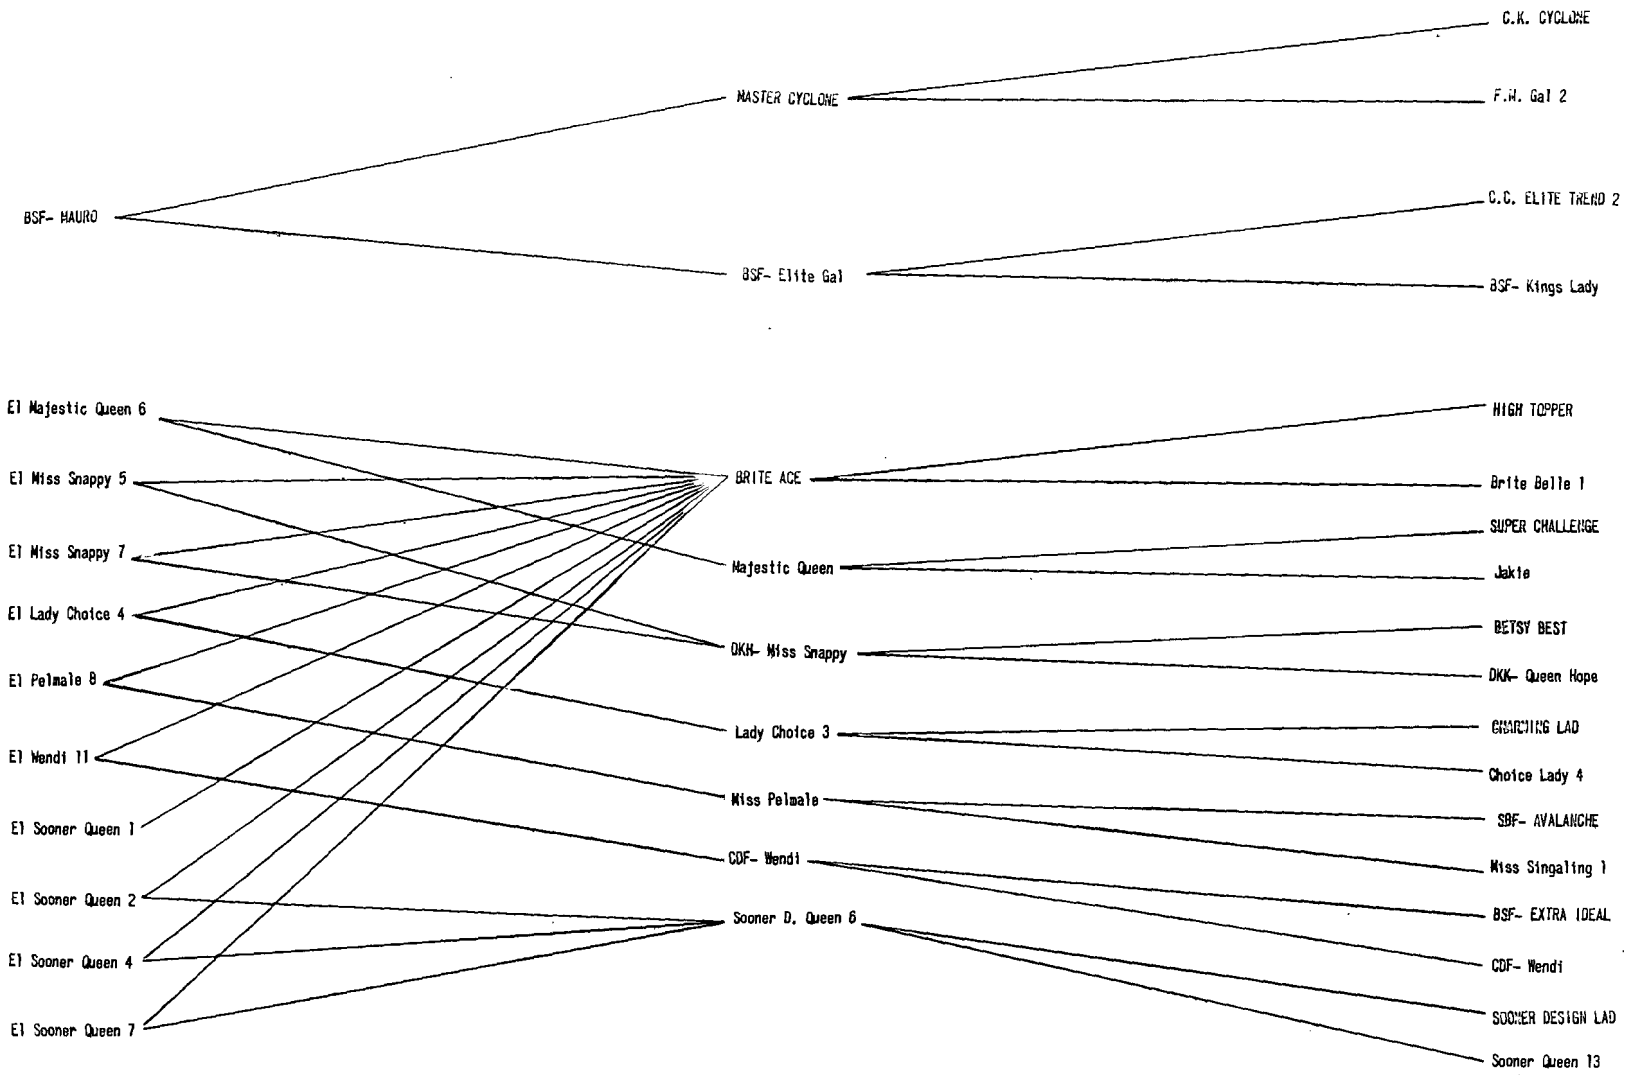 C.K. CYCLONE
MASTER CYCLONE
F.W. Gal 2
BSF- MAURO
C.C. ELITE TREND 2
BSF- Elite Gal
BSF- Kings Lady
El Majestic Queen 6
HIGH TOPPER
El Miss Snappy 5
BRITE ACE
Brite Belle 1
El Miss Snappy 7
SUPER CHALLENGE
Majestic Queen
Jakie
El Lady Choice 4
BETSY BEST
DKH- Miss Snappy
DKK- Queen Hope
El Pelmale 8
Lady Choice 3
CHARMING LAD
El Wendi 11
Choice Lady 4
Miss Pelmale
SBF- AVALANCHE
El Sooner Queen 1
CDF- Wendi
Miss Singaling 1
El Sooner Queen 2
Sooner D. Queen 6
BSF- EXTRA IDEAL
El Sooner Queen 4
CDF- Wendi
SOONER DESIGN LAD
El Sooner Queen 7
Sooner Queen 13